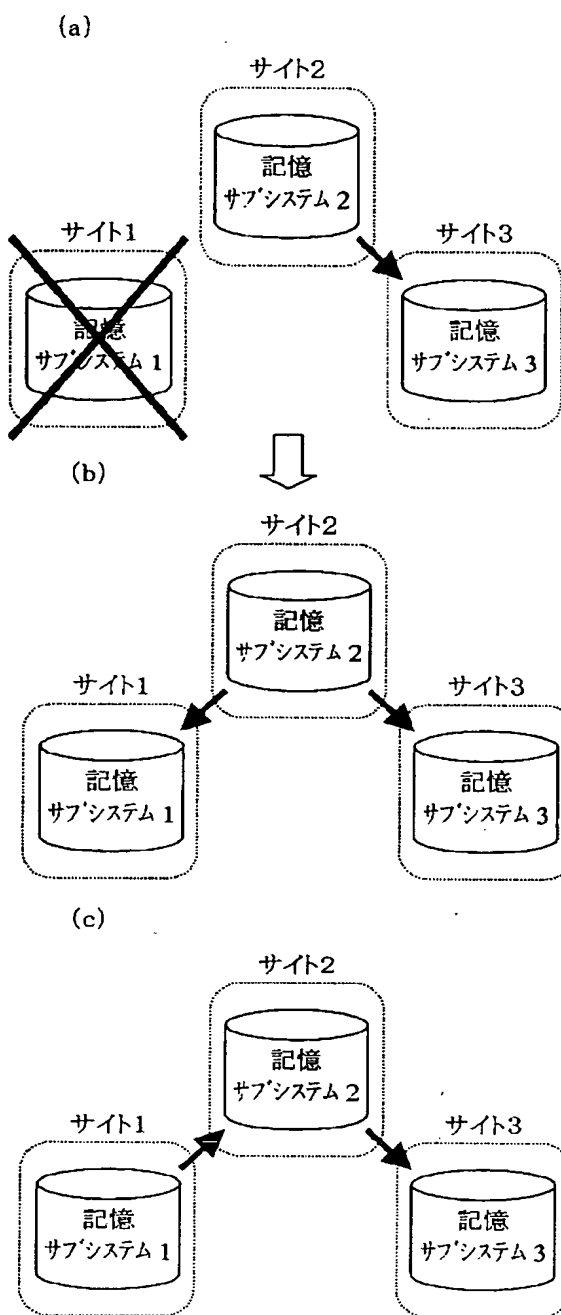 (a)
サイト2
記憶
サブシステム 2
サイト1
記憶
サブシステム 1
サイト3
記憶
サブシステム 3
(b)
サイト2
記憶
サブシステム 2
サイト1
記憶
サブシステム 1
サイト3
記憶
サブシステム 3
(c)
サイト2
記憶
サブシステム 2
サイト1
記憶
サブシステム 1
サイト3
記憶
サブシステム 3